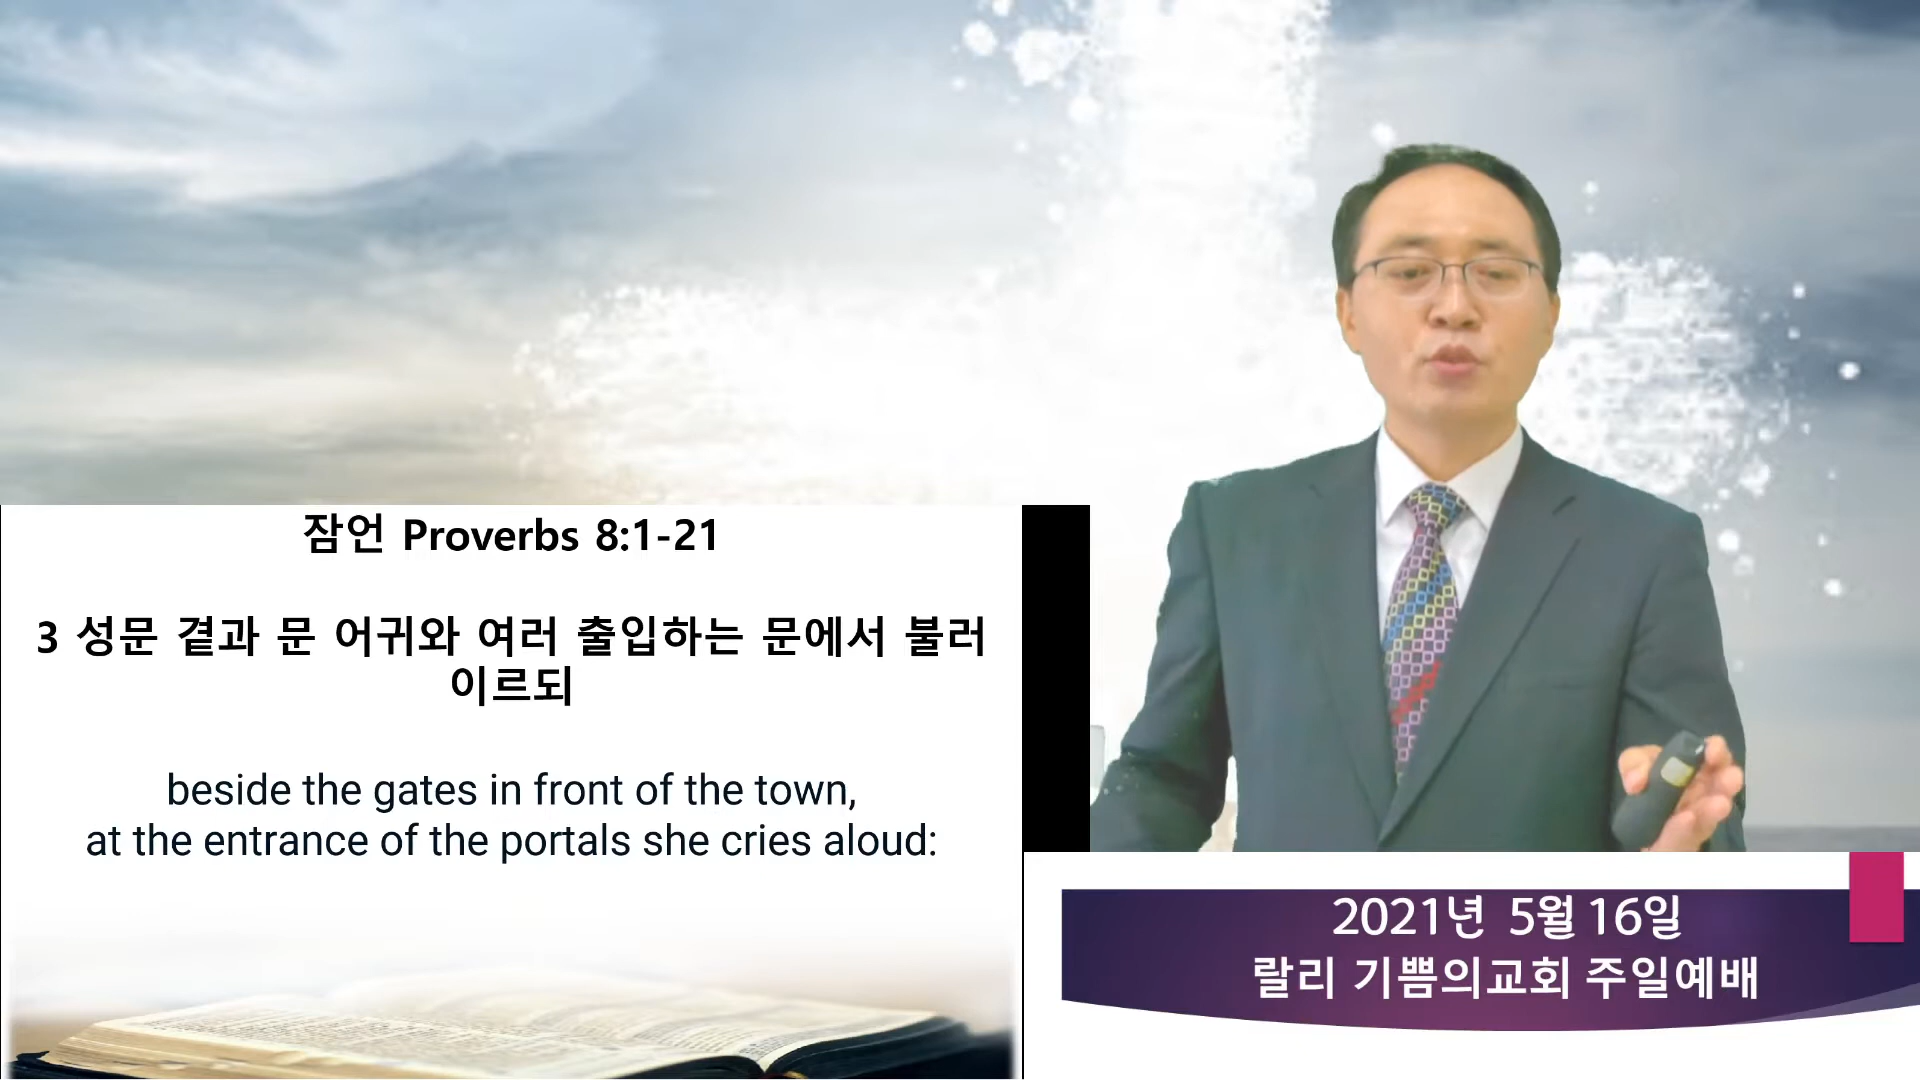 잠언 Proverbs 8:1-21
3 성문 곁과 문 어귀와 여러 출입하는 문에서 불러
이르되
beside the gates in front of the town,
at the entrance of the portals she cries aloud:
2021년 5월 16일
랄리 기쁨의교회 주일예배